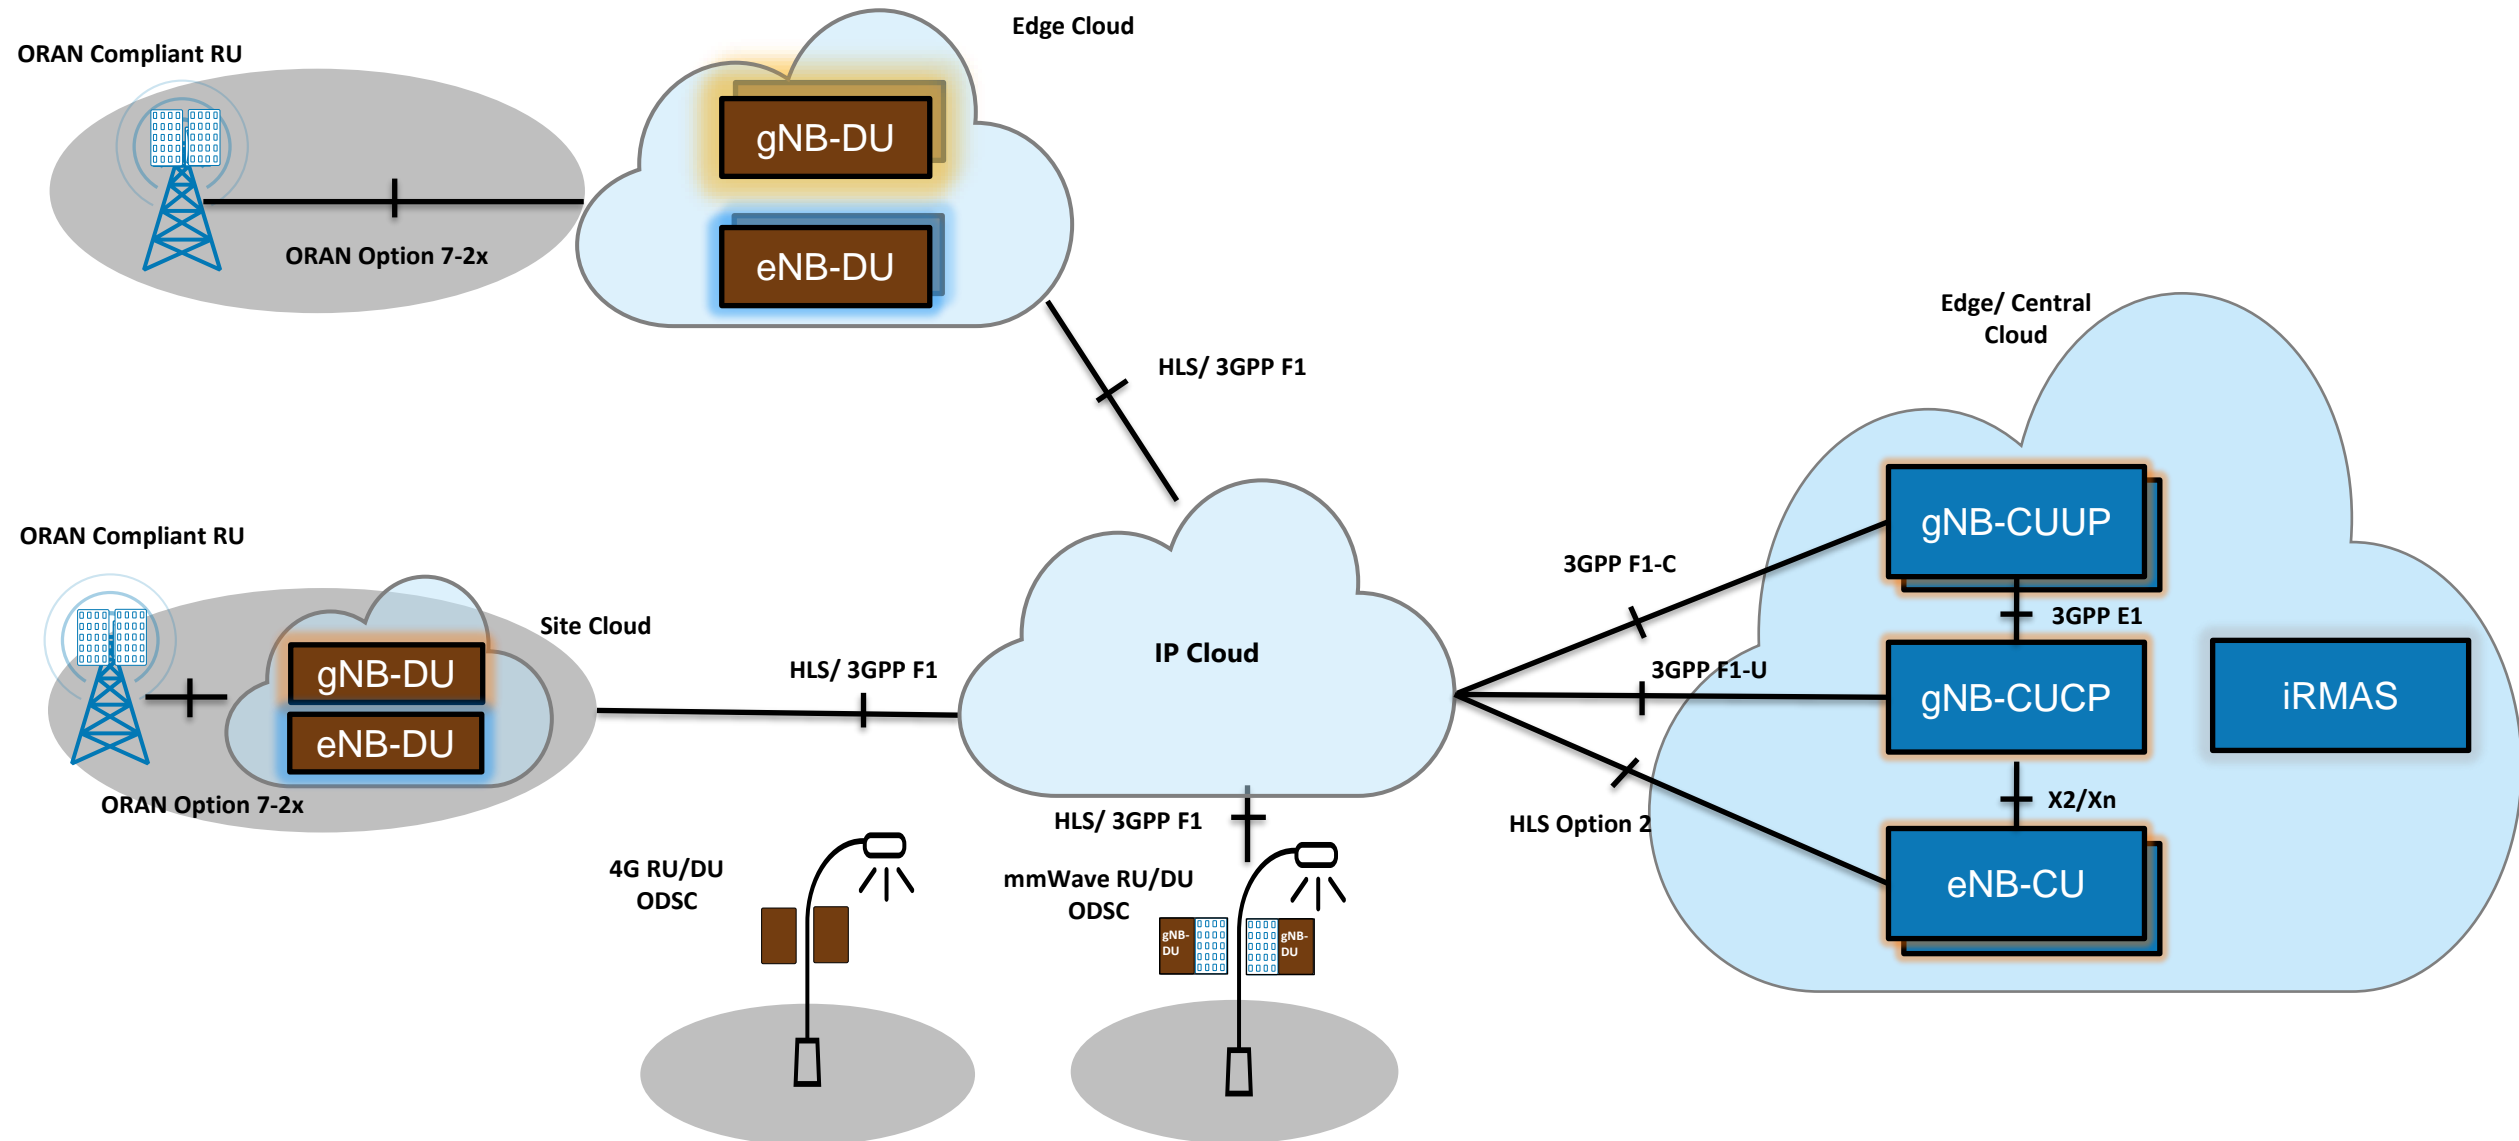 Edge Cloud
ORAN Compliant RU
gNB-DU
ORAN Option 7-2x
eNB-DU
Edge/ Central
Cloud
HLS/ 3GPP F1
ORAN Compliant RU
gNB-CUUP
3GPP F1-C
3GPP E1
Site Cloud
IP Cloud
gNB-DU
HLS/ 3GPP F1
3GPP F1-U
gNB-CUCP
iRMAS
eNB-DU
ORAN Option 7-2x
X2/Xn
HLS/ 3GPP F1
HLS Option 2
4G RU/DU
ODSC
mmWave RU/DU
ODSC
eNB-CU
gNB-
DU
gNB-
DU